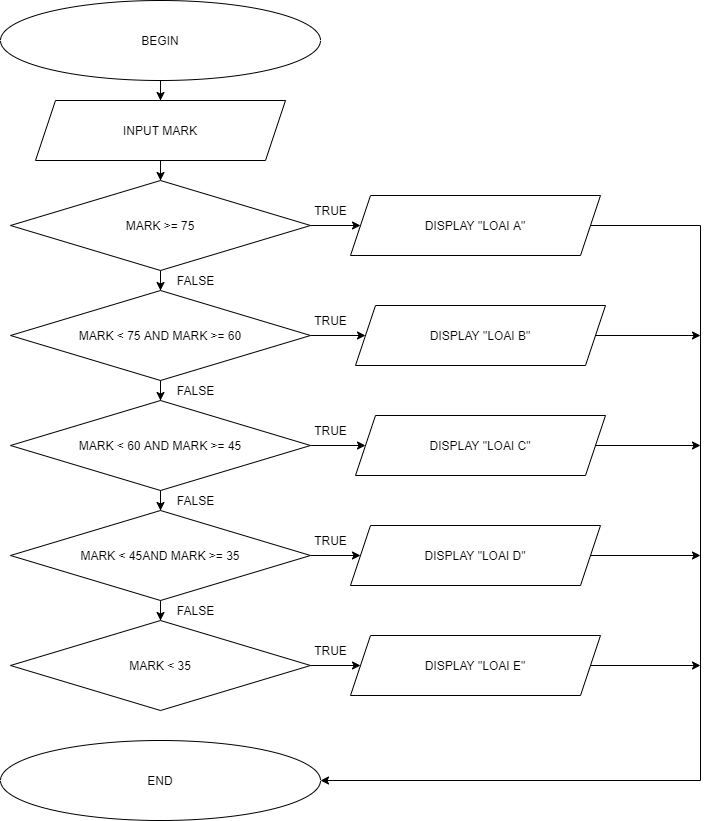 BEGIN
INPUT MARK
MARK >= 75
TRUE
DISPLAY "LOAI A"
FALSE
MARK < 75 AND MARK >= 60
TRUE
DISPLAY "LOAI B"
FALSE
MARK < 60 AND MARK >= 45
TRUE
DISPLAY "LOAI C"
FALSE
MARK < 45AND MARK >= 35
TRUE
DISPLAY "LOAI D"
FALSE
MARK < 35
TRUE
DISPLAY "LOAI E"
END